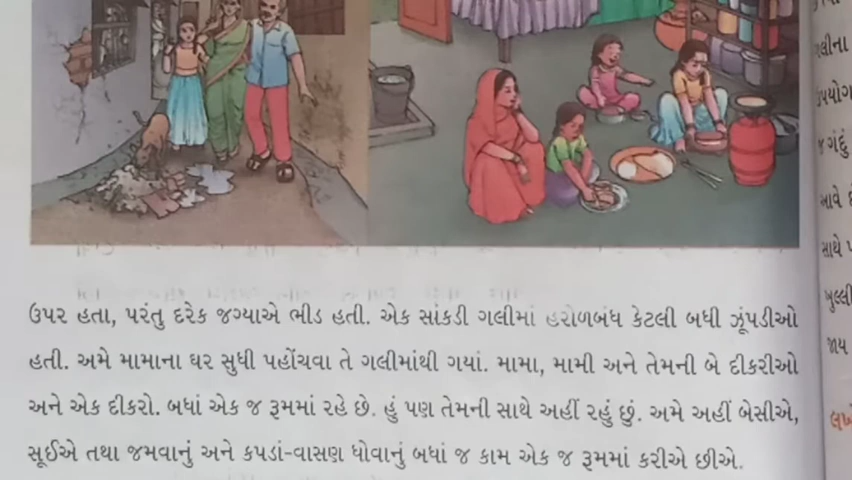 ઉપર હતા, પરંતુ દરેક જગ્યાએ ભીડ હતી. એક સાંકડી ગલીમાં હરોળબંધ કેટલી બધી ઝૂંપડીઓ
હતી. અમે મામાના ઘર સુધી પહોંચવા તે ગલીમાંથી ગયાં. મામા, મામી અને તેમની બે દીકરીઓ
અને એક દીકરો. બધાં એક જ રૂમમાં રહે છે. હું પણ તેમની સાથે અહીં રહું છું. અમે અહીં બેસીએ,
સૂઈએ તથા જમવાનું અને કપડાં-વાસણ ધોવાનું બધાં જ કામ એક જ રૂમમાં કરીએ છીએ.
ગંદું
આવે
સાથે
જાય